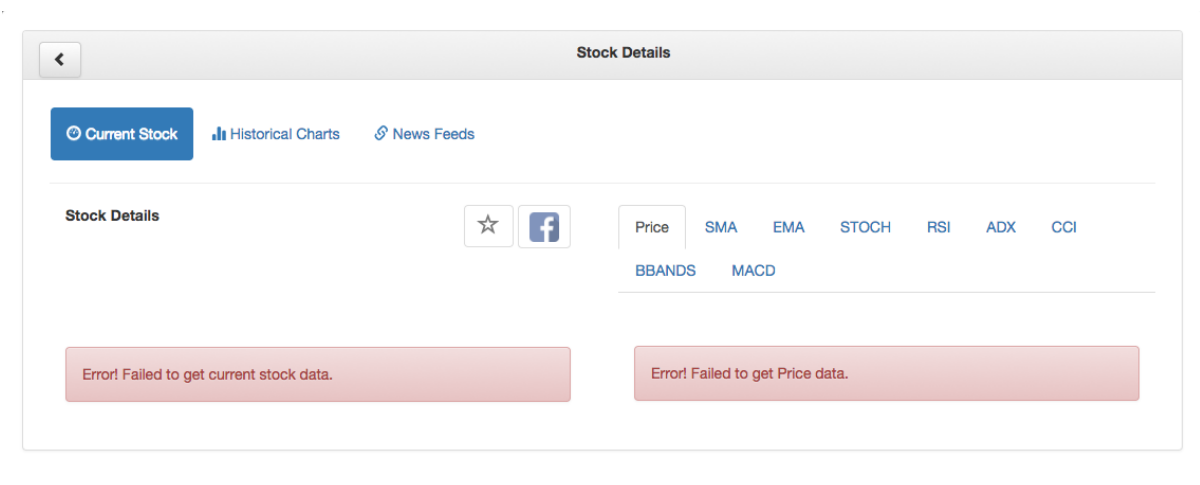 Stock Details
Current Stock
Historical Charts
News Feeds
Stock Details
Price SMA EMA STOCH RSI ADX CCI
BBANDS MACD
Error! Failed to get current stock data.
Error! Failed to get Price data.